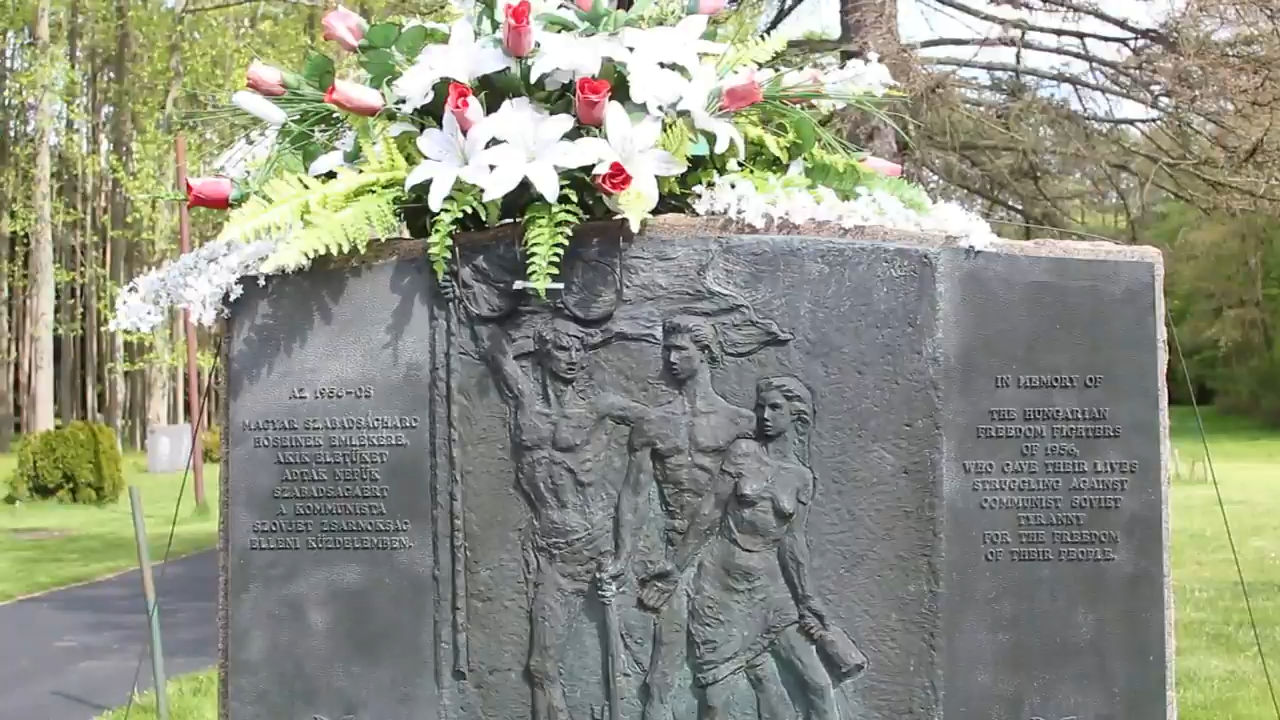 AZ 1956-OS
MAGYAR SZABADSÁGHARC
HŐSEINEK EMLÉKÉRE,
AKIK ÉLETÜKET
ADTÁK NÉPÜK
SZABADSÁGÁÉRT
A KOMMUNISTA
SZOVJET ZSARNOKSÁG
ELLENI KÜZDELEMBEN.
IN MEMORY OF
THE HUNGARIAN
FREEDOM FIGHTERS
OF 1956,
WHO GAVE THEIR LIVES
STRUGGLING AGAINST
COMMUNIST SOVIET
TYRANNY
FOR THE FREEDOM
OF THEIR PEOPLE.